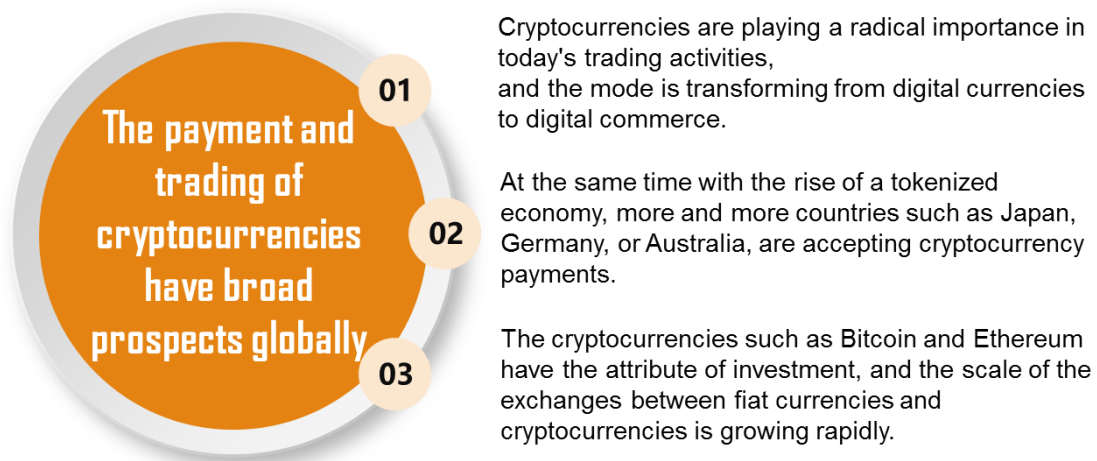 The payment and
trading of
cryptocurrencies
have broad
prospects globally
01
Cryptocurrencies are playing a radical importance in
today's trading activities,
and the mode is transforming from digital currencies
to digital commerce.
02
At the same time with the rise of a tokenized
economy, more and more countries such as Japan,
Germany, or Australia, are accepting cryptocurrency
payments.
03
The cryptocurrencies such as Bitcoin and Ethereum
have the attribute of investment, and the scale of the
exchanges between fiat currencies and
cryptocurrencies is growing rapidly.